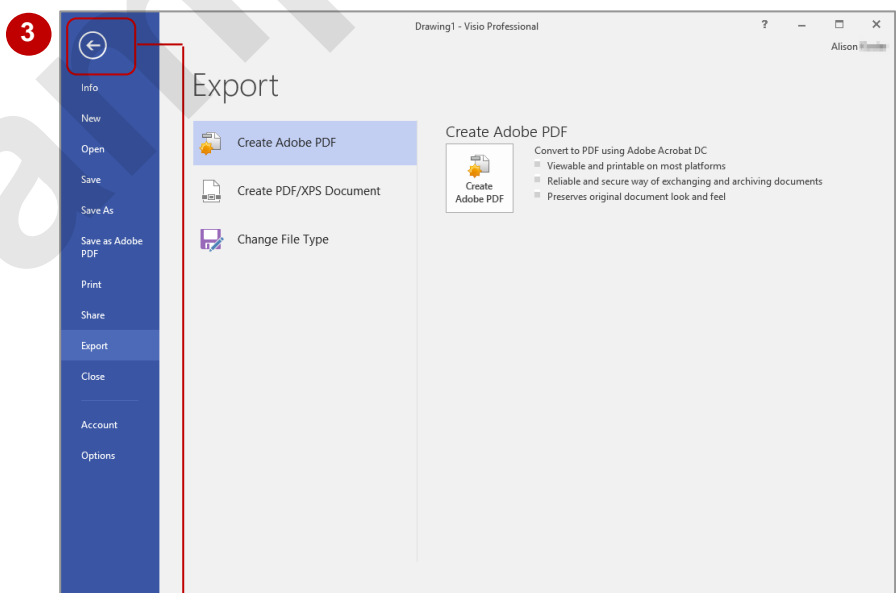 3
Drawing1 - Visio Professional
?
Alison
Info
New
Open
Save
Save As
Save as Adobe
PDF
Print
Share
Export
Close
Account
Options
Export
Create Adobe PDF
Create PDF/XPS Document
Change File Type
Create Adobe PDF
Create
Adobe PDF
Convert to PDF using Adobe Acrobat DC
Viewable and printable on most platforms
Reliable and secure way of exchanging and archiving documents
Preserves original document look and feel